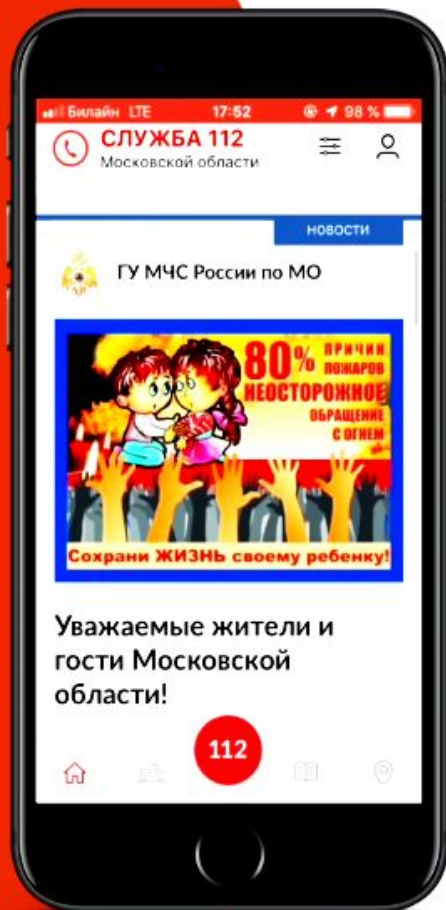 Билайн LTE 17:52 98 %
СЛУЖБА 112
Московской области
НОВОСТИ
ГУ МЧС России по МО
80% ПРИЧИН
ПОЖАРОВ
НЕОСТОРОЖНОЕ
ОБРАЩЕНИЕ
С ОГНЕМ
Сохрани ЖИЗНЬ своему ребенку!
Уважаемые жители и
гости Московской
области!
112